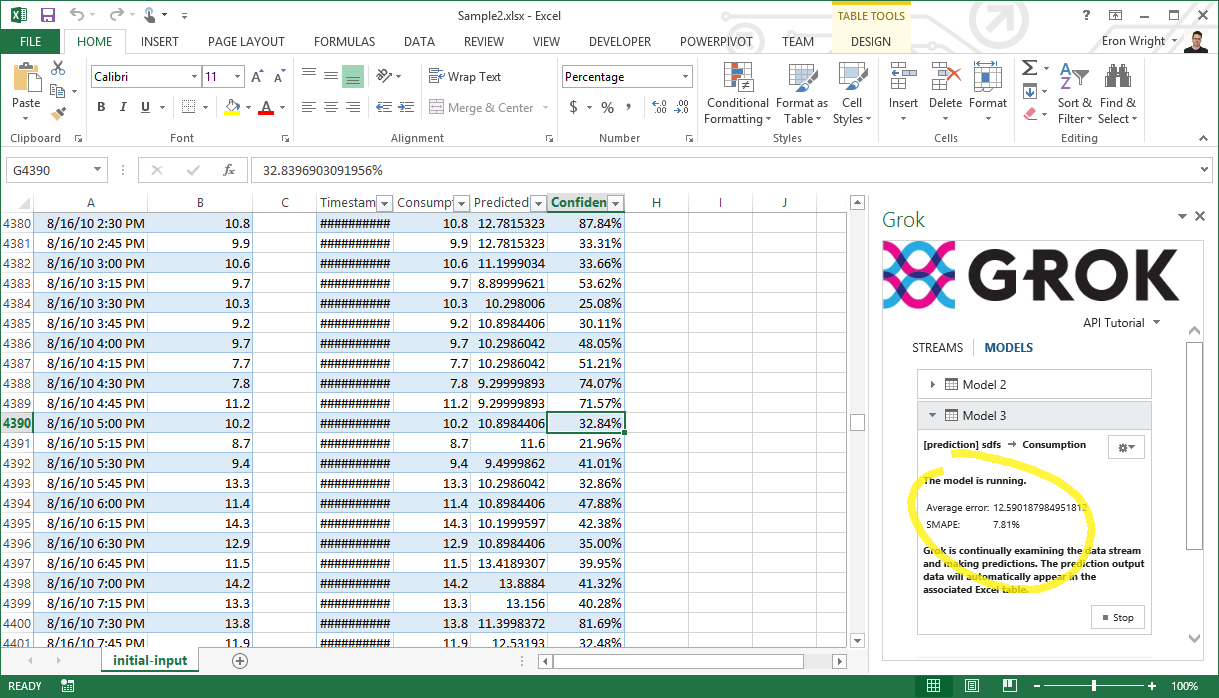 Sample2.xlsx - Excel
TABLE TOOLS
?
FILE HOME INSERT PAGE LAYOUT FORMULAS DATA REVIEW VIEW DEVELOPER POWERPIVOT TEAM DESIGN Eron Wright
Paste
Calibri 11
B I U A
Wrap Text
Merge & Center
Percentage
$ % ,
Conditional Formatting
Format as Table
Cell Styles
Insert Delete Format
Sort & Filter
Find & Select
Clipboard Font Alignment Number Styles Cells Editing
G4390 fx 32.8396903091956%
A B C Timestam Consump Predicted Confiden H I J
4380 8/16/10 2:30 PM 10.8 ########## 10.8 12.7815323 87.84%
4381 8/16/10 2:45 PM 9.9 ########## 9.9 12.7815323 33.31%
4382 8/16/10 3:00 PM 10.6 ########## 10.6 11.1999034 33.66%
4383 8/16/10 3:15 PM 9.7 ########## 9.7 8.89999621 53.62%
4384 8/16/10 3:30 PM 10.3 ########## 10.3 10.298006 25.08%
4385 8/16/10 3:45 PM 9.2 ########## 9.2 10.8984406 30.11%
4386 8/16/10 4:00 PM 9.7 ########## 9.7 10.2986042 48.05%
4387 8/16/10 4:15 PM 7.7 ########## 7.7 10.2986042 51.21%
4388 8/16/10 4:30 PM 7.8 ########## 7.8 9.29999893 74.07%
4389 8/16/10 4:45 PM 11.2 ########## 11.2 9.29999893 71.57%
4390 8/16/10 5:00 PM 10.2 ########## 10.2 10.8984406 32.84%
4391 8/16/10 5:15 PM 8.7 ########## 8.7 11.6 21.96%
4392 8/16/10 5:30 PM 9.4 ########## 9.4 9.4999862 41.01%
4393 8/16/10 5:45 PM 13.3 ########## 13.3 10.2986042 32.86%
4394 8/16/10 6:00 PM 11.4 ########## 11.4 10.8984406 47.88%
4395 8/16/10 6:15 PM 14.3 ########## 14.3 10.1999597 42.38%
4396 8/16/10 6:30 PM 12.9 ########## 12.9 10.8984406 35.00%
4397 8/16/10 6:45 PM 11.5 ########## 11.5 13.4189307 39.95%
4398 8/16/10 7:00 PM 14.2 ########## 14.2 13.8884 41.32%
4399 8/16/10 7:15 PM 13.3 ########## 13.3 13.156 40.28%
4400 8/16/10 7:30 PM 13.8 ########## 13.8 11.3998372 81.69%
4401 8/16/10 7:45 PM 11.9 ########## 11.9 12.53193 32.48%
Grok
GROK
API Tutorial
STREAMS MODELS
Model 2
Model 3
[prediction] sdfs → Consumption
The model is running.
Average error: 12.590187984951812
SMAPE: 7.81%
Grok is continually examining the data stream
and making predictions. The prediction output
data will automatically appear in the
associated Excel table.
Stop
initial-input
READY 100%